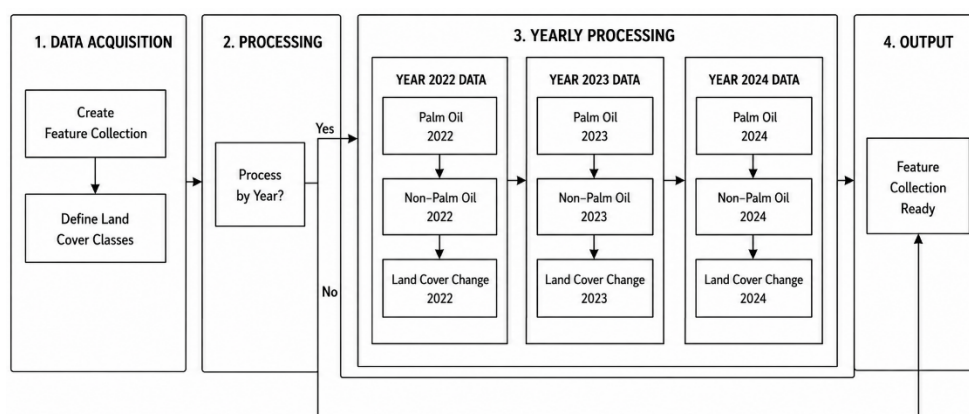 1. DATA ACQUISITION
Create
Feature Collection
Define Land
Cover Classes
2. PROCESSING
Process
by Year?
Yes
No
3. YEARLY PROCESSING
YEAR 2022 DATA
Palm Oil
2022
Non-Palm Oil
2022
Land Cover Change
2022
YEAR 2023 DATA
Palm Oil
2023
Non-Palm Oil
2023
Land Cover Change
2023
YEAR 2024 DATA
Palm Oil
2024
Non-Palm Oil
2024
Land Cover Change
2024
4. OUTPUT
Feature
Collection
Ready